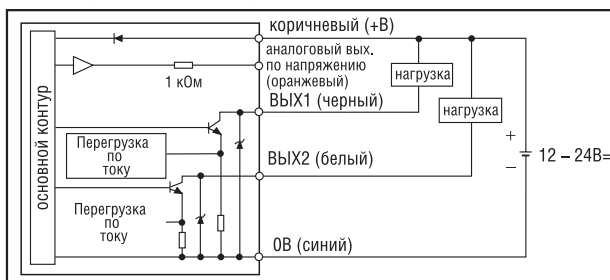 коричневый (+В)
аналоговый вых.
по напряжению
(оранжевый)
1 кОм
нагрузка
ВЫХ1 (черный)
нагрузка
основной контур
Перегрузка
по
току
ВЫХ2 (белый)
+
12 – 24В=
–
Перегрузка
по
току
0В (синий)